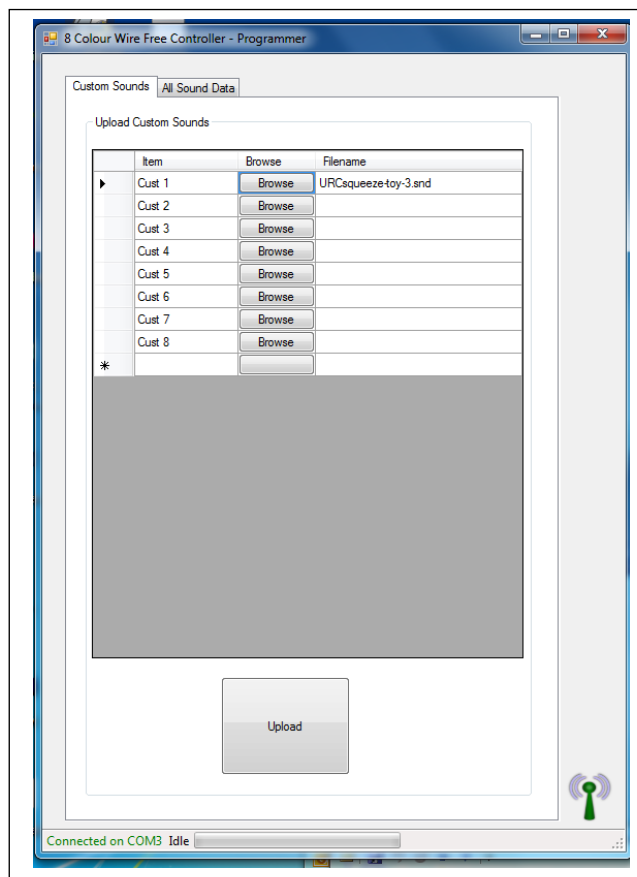 8 Colour Wire Free Controller - Programmer
Custom Sounds All Sound Data
Upload Custom Sounds
Item Browse Filename
Cust 1 Browse URCsqueeze-toy-3.snd
Cust 2 Browse
Cust 3 Browse
Cust 4 Browse
Cust 5 Browse
Cust 6 Browse
Cust 7 Browse
Cust 8 Browse
Upload
Connected on COM3 Idle